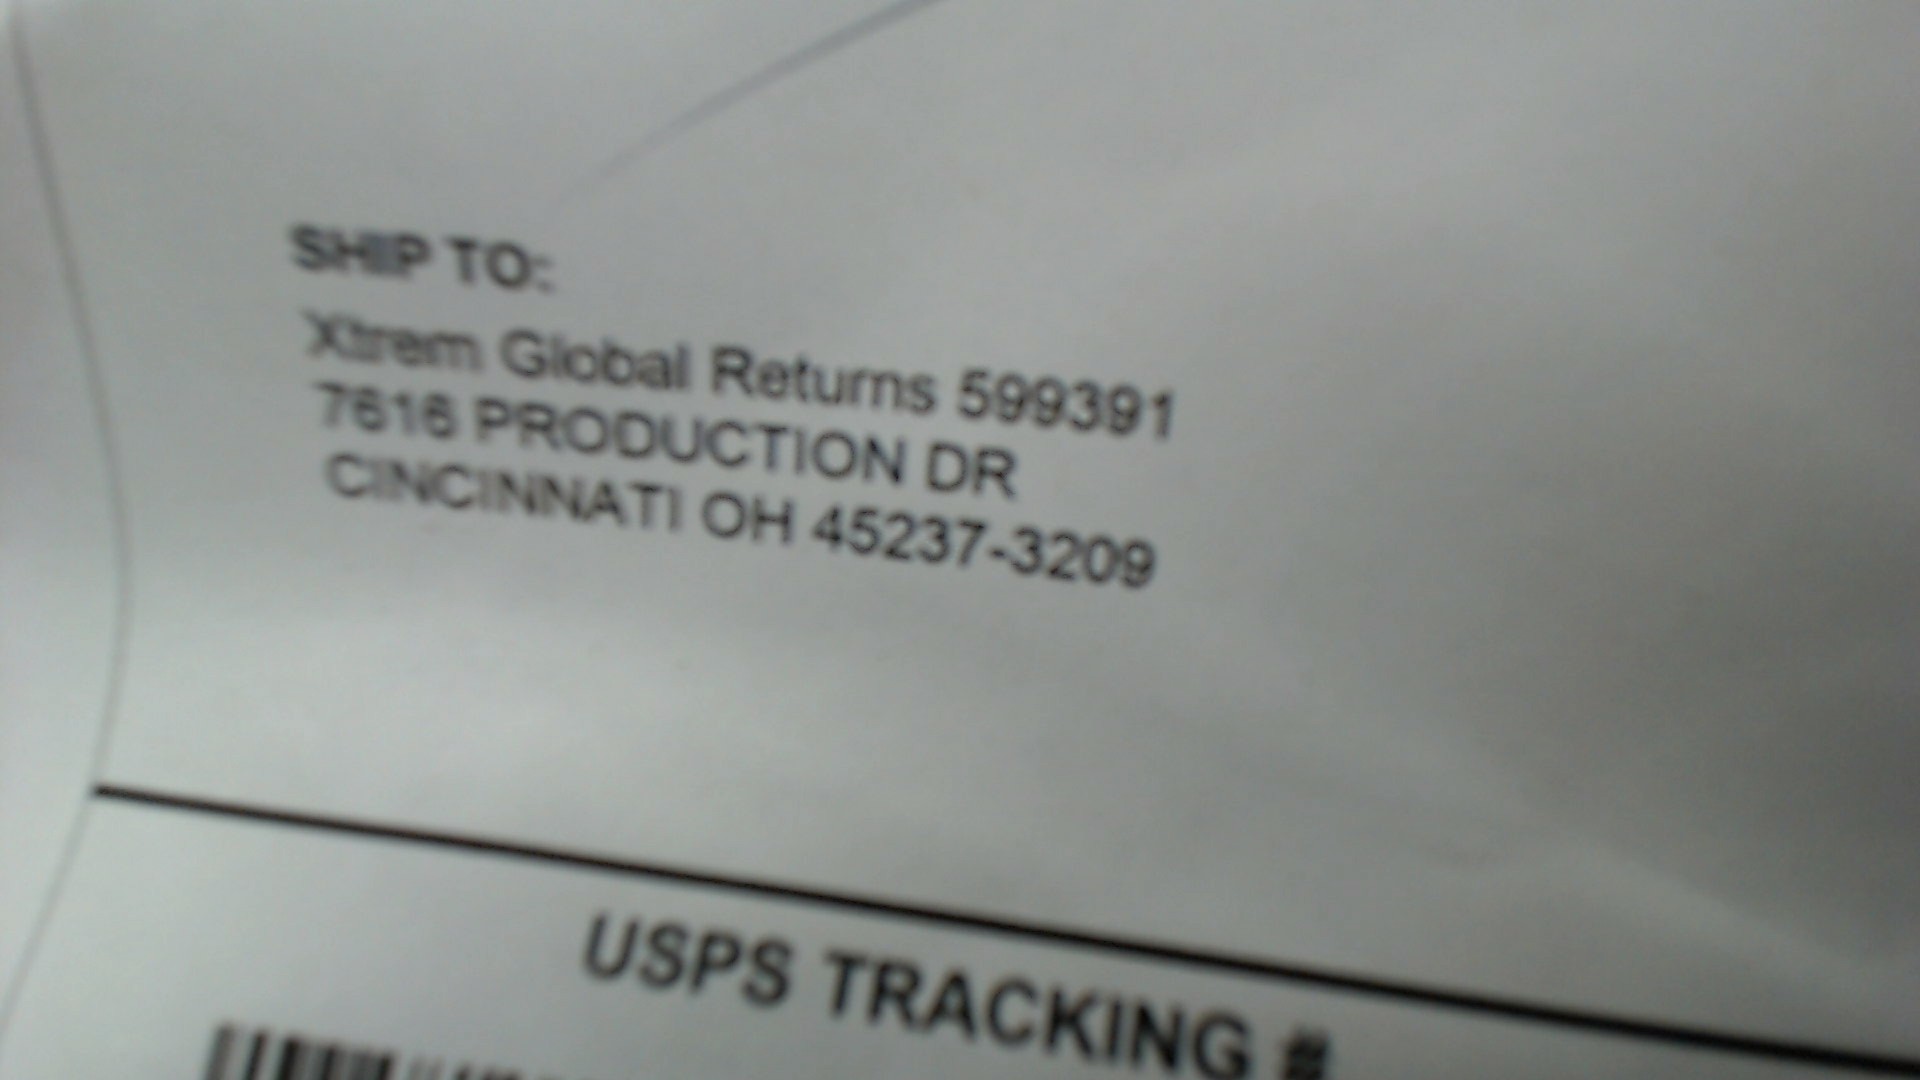 SHIP TO:
Xtrem Global Returns 599391
7616 PRODUCTION DR
CINCINNATI OH 45237-3209
USPS TRACKING #